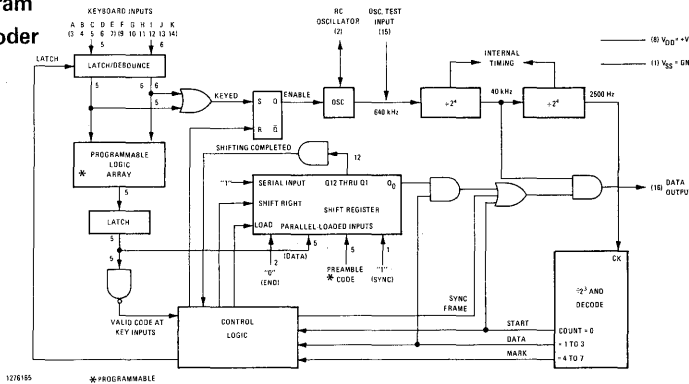 ram
oder
KEYBOARD INPUTS
A B C D E F G H I J K
(3 4 5 6 7) (9 10 11 12 13 14)
5 6
LATCH
LATCH/DEBOUNCE
5 6 6
5
KEYED
S Q
R Q̅
ENABLE
RC
OSCILLATOR
(2)
OSC
OSC. TEST
INPUT
(15)
640 kHz
INTERNAL
TIMING
÷2⁴
40 kHz
÷2⁴
2500 Hz
(8) V_DD = +V
(1) V_SS = GN
PROGRAMMABLE
LOGIC
ARRAY
*
5
LATCH
5
5
SHIFTING COMPLETED
12
"1"
SERIAL INPUT Q12 THRU Q1 Q0
SHIFT RIGHT
SHIFT REGISTER
LOAD PARALLEL-LOADED INPUTS
5
(DATA)
2
"0"
(END)
5
PREAMBLE
* CODE
1
"1"
(SYNC)
(16) DATA
OUTPUT
VALID CODE AT
KEY INPUTS
CONTROL
LOGIC
SYNC
FRAME
START
DATA
MARK
CK
÷2³ AND
DECODE
COUNT = 0
= 1 TO 3
= 4 TO 7
1276165
* PROGRAMMABLE